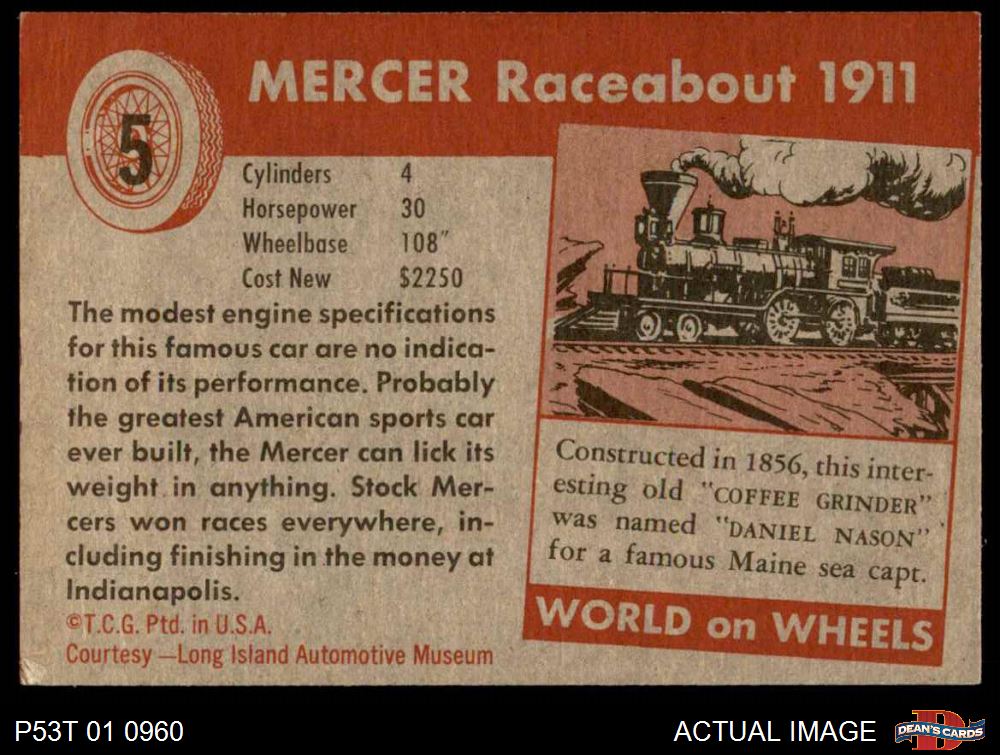 5
MERCER Raceabout 1911
Cylinders 4
Horsepower 30
Wheelbase 108"
Cost New $2250
The modest engine specifications
for this famous car are no indica-
tion of its performance. Probably
the greatest American sports car
ever built, the Mercer can lick its
weight in anything. Stock Mer-
cers won races everywhere, in-
cluding finishing in the money at
Indianapolis.
©T.C.G. Ptd. in U.S.A.
Courtesy—Long Island Automotive Museum
Constructed in 1856, this inter-
esting old "COFFEE GRINDER"
was named "DANIEL NASON"
for a famous Maine sea capt.
WORLD on WHEELS
P53T 01 0960
ACTUAL IMAGE
D
DEAN'S CARDS